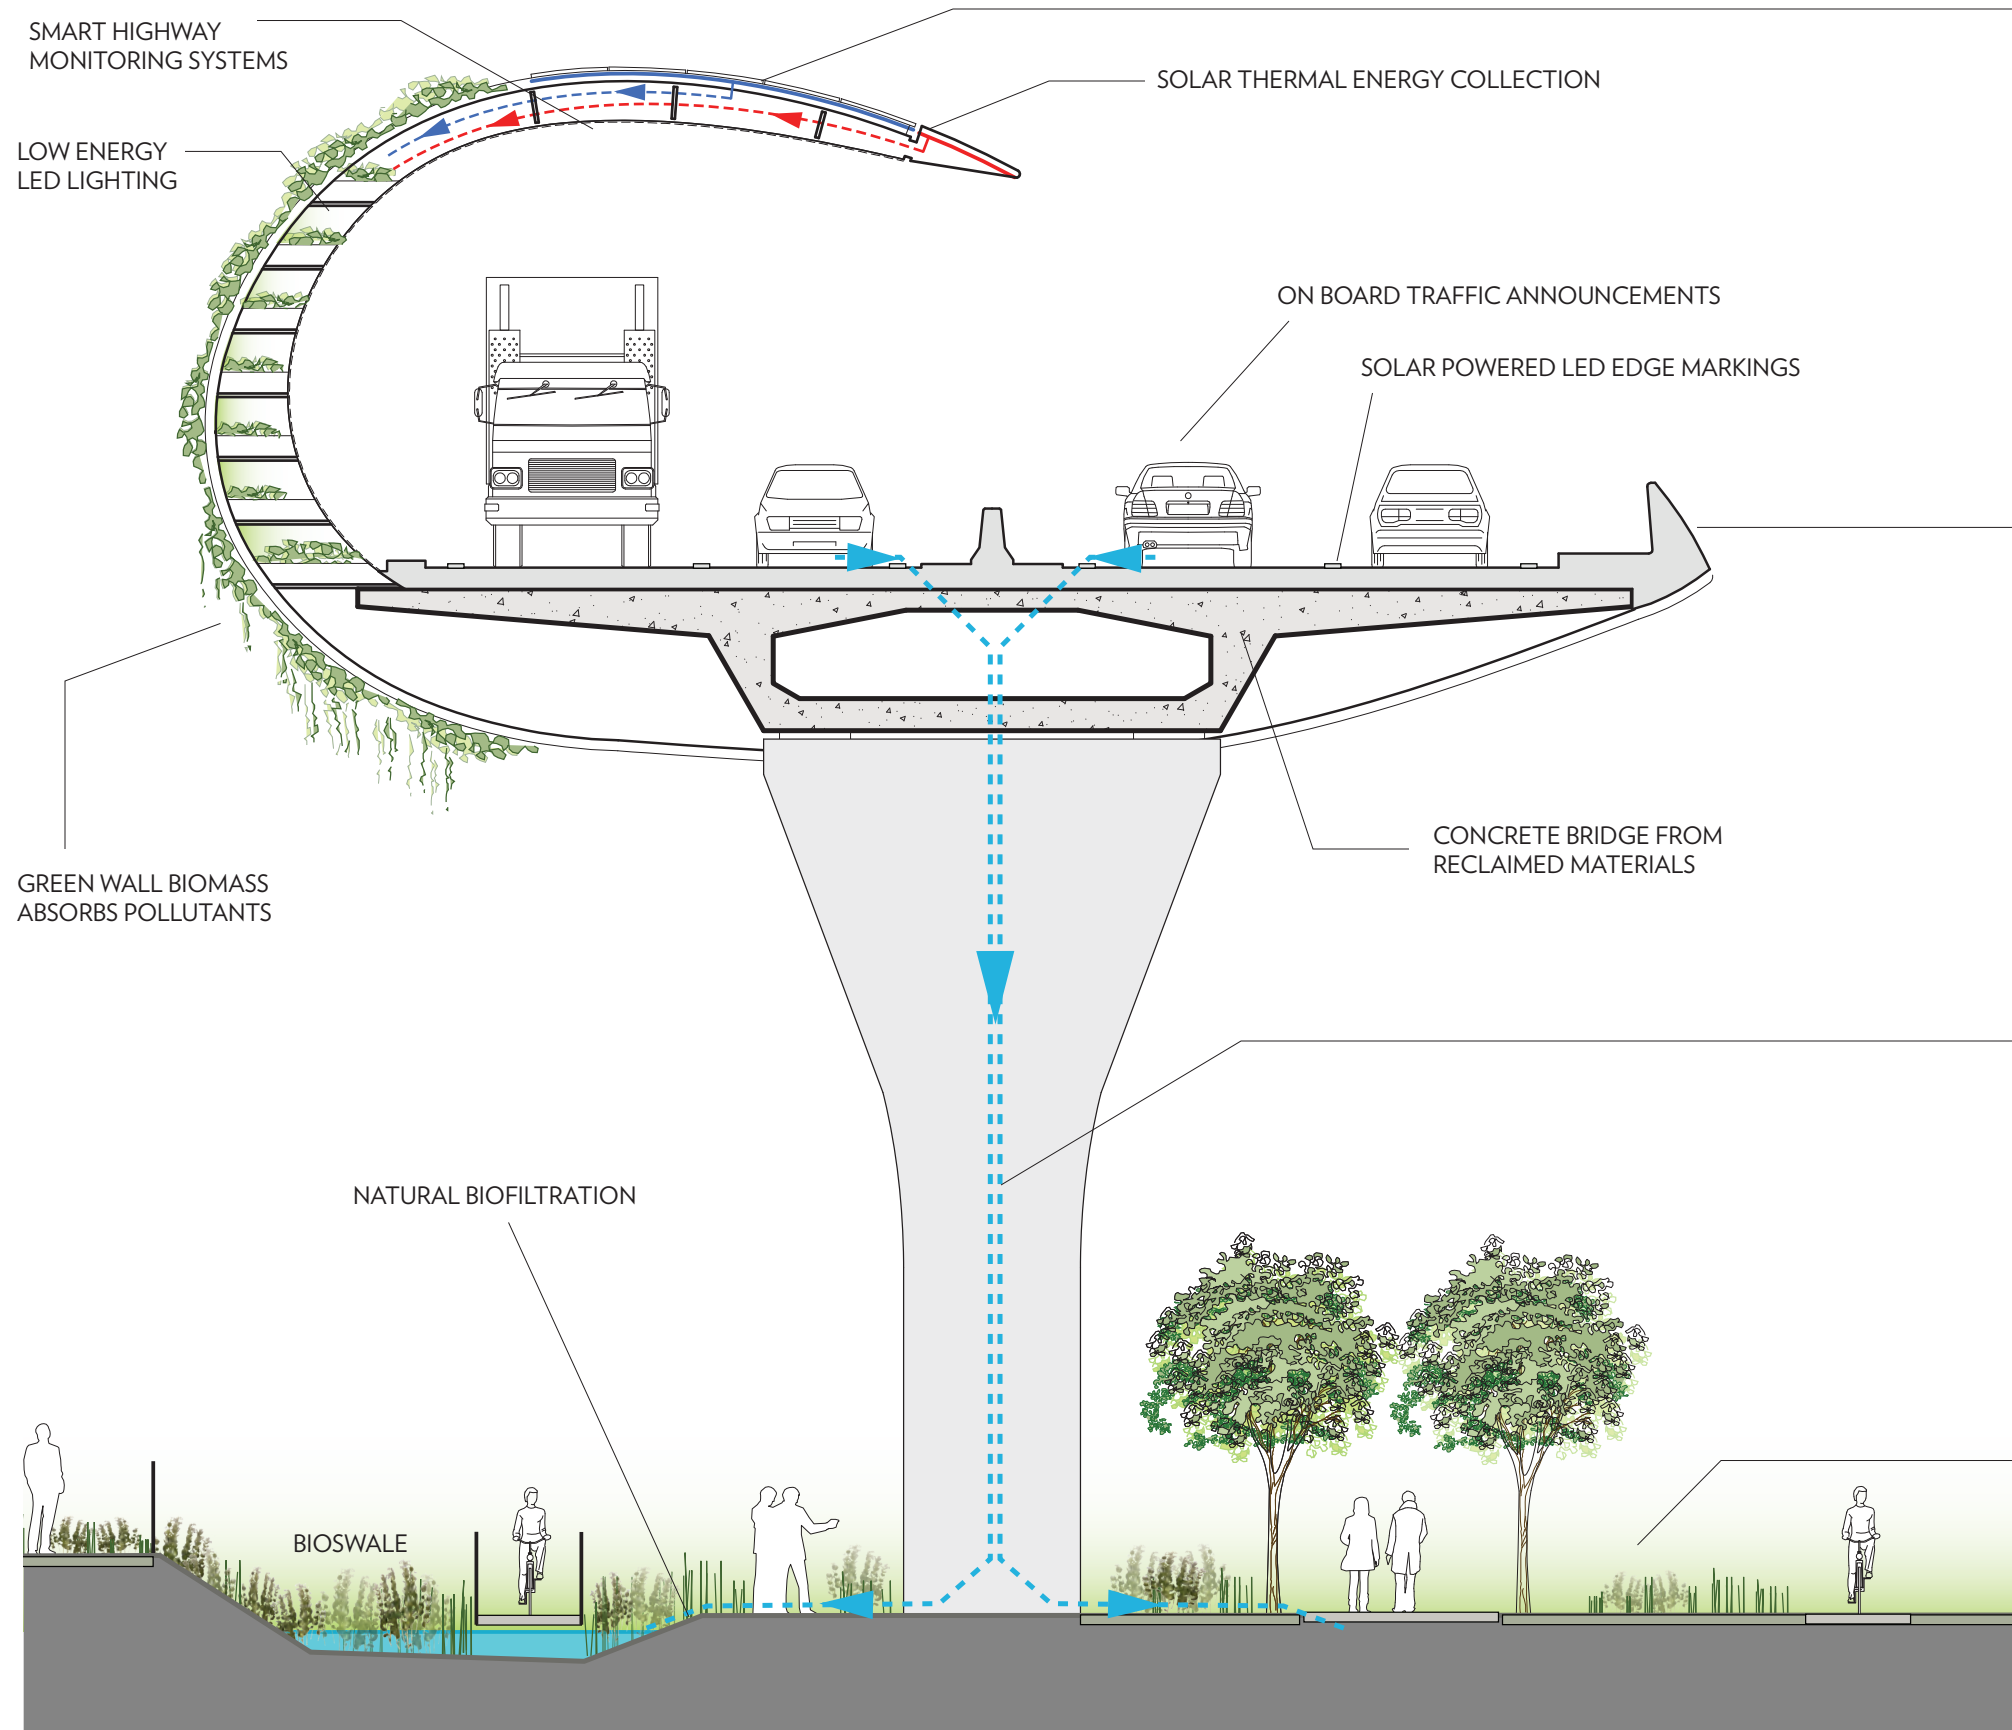 SMART HIGHWAY
MONITORING SYSTEMS
SOLAR THERMAL ENERGY COLLECTION
LOW ENERGY
LED LIGHTING
ON BOARD TRAFFIC ANNOUNCEMENTS
SOLAR POWERED LED EDGE MARKINGS
CONCRETE BRIDGE FROM
RECLAIMED MATERIALS
GREEN WALL BIOMASS
ABSORBS POLLUTANTS
NATURAL BIOFILTRATION
BIOSWALE